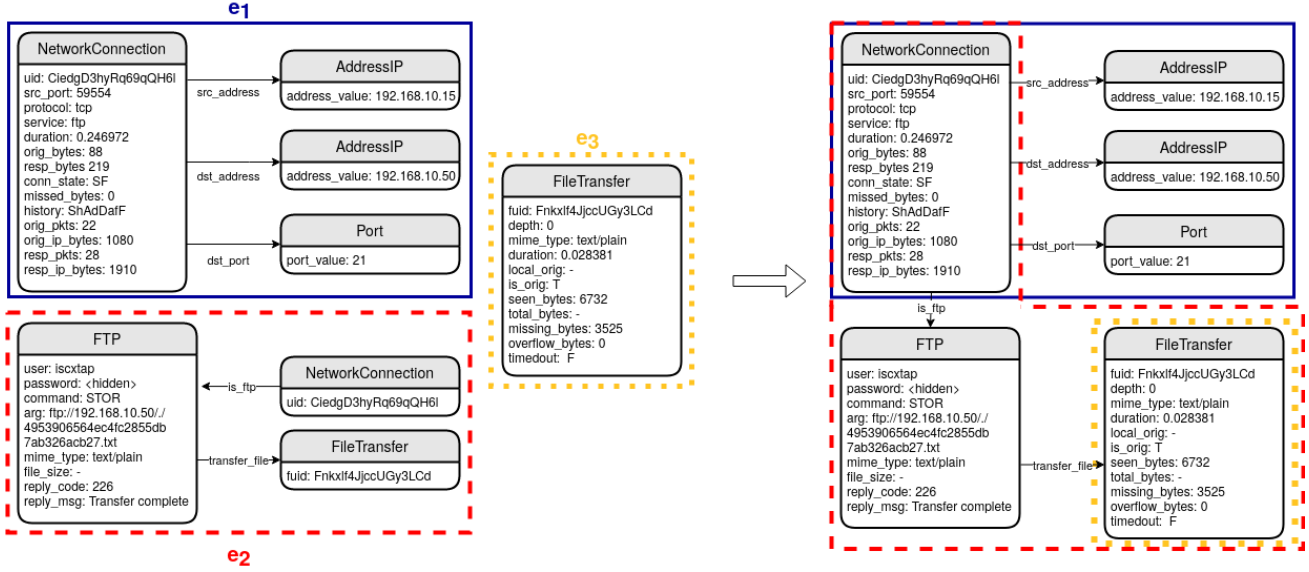 e1
NetworkConnection
uid: CiedgD3hyRq69qQH6l
src_port: 59554
protocol: tcp
service: ftp
duration: 0.246972
orig_bytes: 88
resp_bytes 219
conn_state: SF
missed_bytes: 0
history: ShAdDafF
orig_pkts: 22
orig_ip_bytes: 1080
resp_pkts: 28
resp_ip_bytes: 1910
src_address
dst_address
dst_port
AddressIP
address_value: 192.168.10.15
AddressIP
address_value: 192.168.10.50
Port
port_value: 21
FTP
user: iscxtap
password: <hidden>
command: STOR
arg: ftp://192.168.10.50/./
4953906564ec4fc2855db
7ab326acb27.txt
mime_type: text/plain
file_size: -
reply_code: 226
reply_msg: Transfer complete
is_ftp
transfer_file
NetworkConnection
uid: CiedgD3hyRq69qQH6l
FileTransfer
fuid: Fnkxlf4JjccUGy3LCd
e2
e3
FileTransfer
fuid: Fnkxlf4JjccUGy3LCd
depth: 0
mime_type: text/plain
duration: 0.028381
local_orig: -
is_orig: T
seen_bytes: 6732
total_bytes: -
missing_bytes: 3525
overflow_bytes: 0
timedout: F
NetworkConnection
uid: CiedgD3hyRq69qQH6l
src_port: 59554
protocol: tcp
service: ftp
duration: 0.246972
orig_bytes: 88
resp_bytes 219
conn_state: SF
missed_bytes: 0
history: ShAdDafF
orig_pkts: 22
orig_ip_bytes: 1080
resp_pkts: 28
resp_ip_bytes: 1910
src_address
dst_address
dst_port
AddressIP
address_value: 192.168.10.15
AddressIP
address_value: 192.168.10.50
Port
port_value: 21
is_ftp
FTP
user: iscxtap
password: <hidden>
command: STOR
arg: ftp://192.168.10.50/./
4953906564ec4fc2855db
7ab326acb27.txt
mime_type: text/plain
file_size: -
reply_code: 226
reply_msg: Transfer complete
transfer_file
FileTransfer
fuid: Fnkxlf4JjccUGy3LCd
depth: 0
mime_type: text/plain
duration: 0.028381
local_orig: -
is_orig: T
seen_bytes: 6732
total_bytes: -
missing_bytes: 3525
overflow_bytes: 0
timedout: F